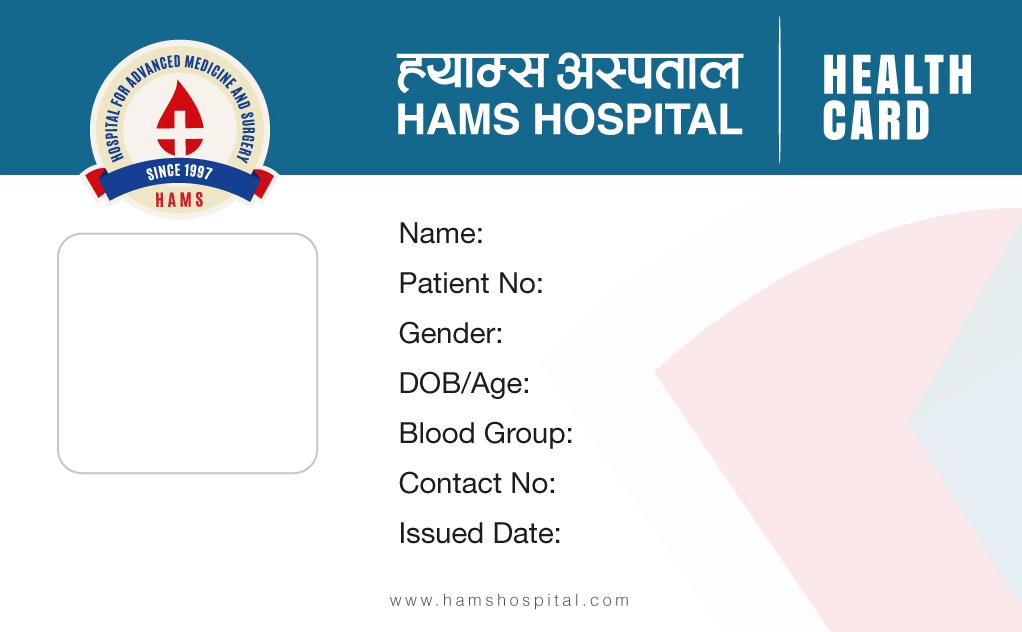 HOSPITAL FOR ADVANCED MEDICINE AND SURGERY
SINCE 1997
HAMS
ह्याम्स अस्पताल
HAMS HOSPITAL
HEALTH
CARD
Name:
Patient No:
Gender:
DOB/Age:
Blood Group:
Contact No:
Issued Date:
www.hamshospital.com